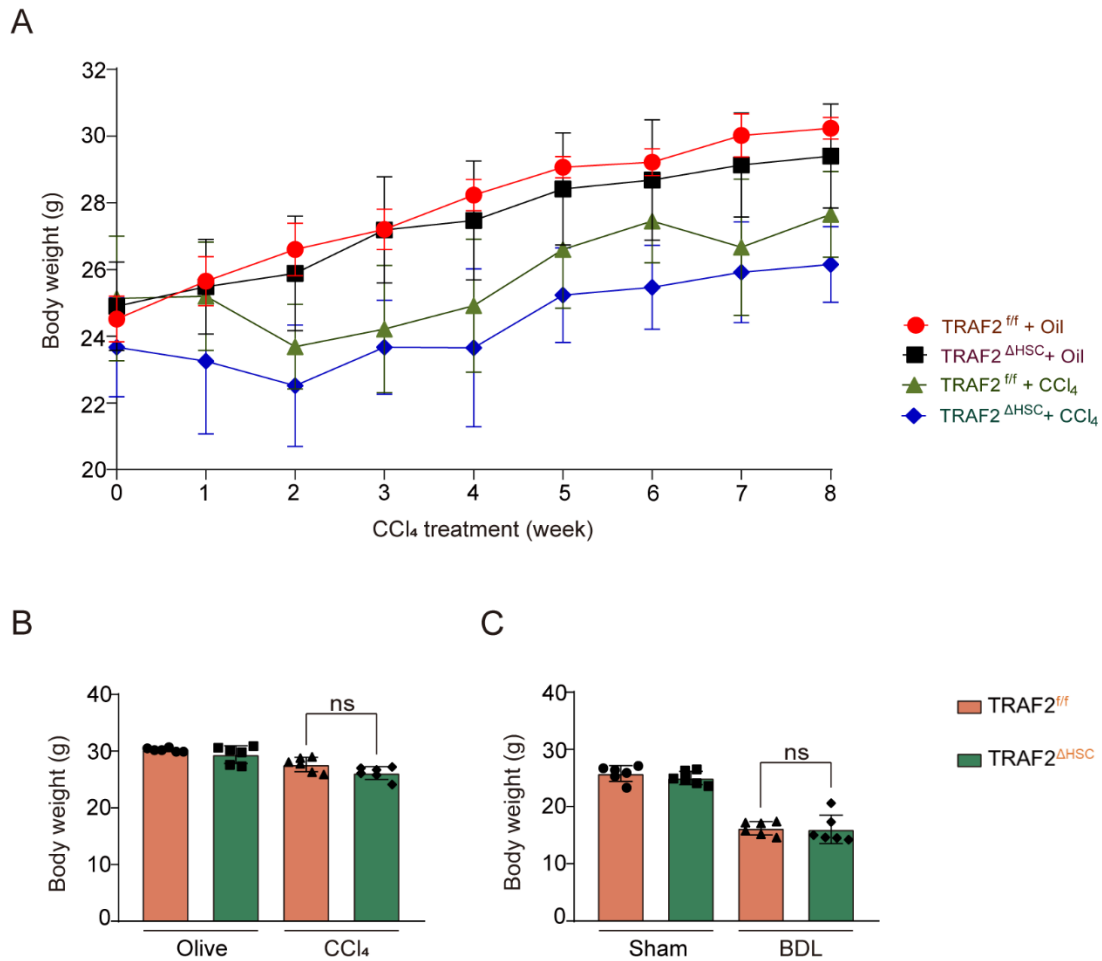 A
32
30
28
26
24
22
20
Body weight (g)
0 1 2 3 4 5 6 7 8
CCl₄ treatment (week)
TRAF2 f/f + Oil
TRAF2 ΔHSC + Oil
TRAF2 f/f + CCl₄
TRAF2 ΔHSC + CCl₄
B
40
30
20
10
0
Body weight (g)
ns
Olive CCl₄
C
40
30
20
10
0
Body weight (g)
ns
Sham BDL
TRAF2f/f
TRAF2ΔHSC